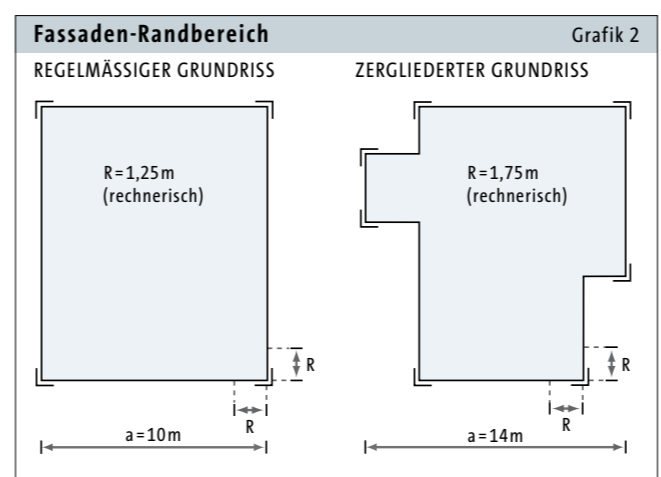 Fassaden-Randbereich Grafik 2
REGELMÄSSIGER GRUNDRISS
R=1,25m
(rechnerisch)
R
R
a=10m
ZERGLIEDERTER GRUNDRISS
R=1,75m
(rechnerisch)
R
R
a=14m